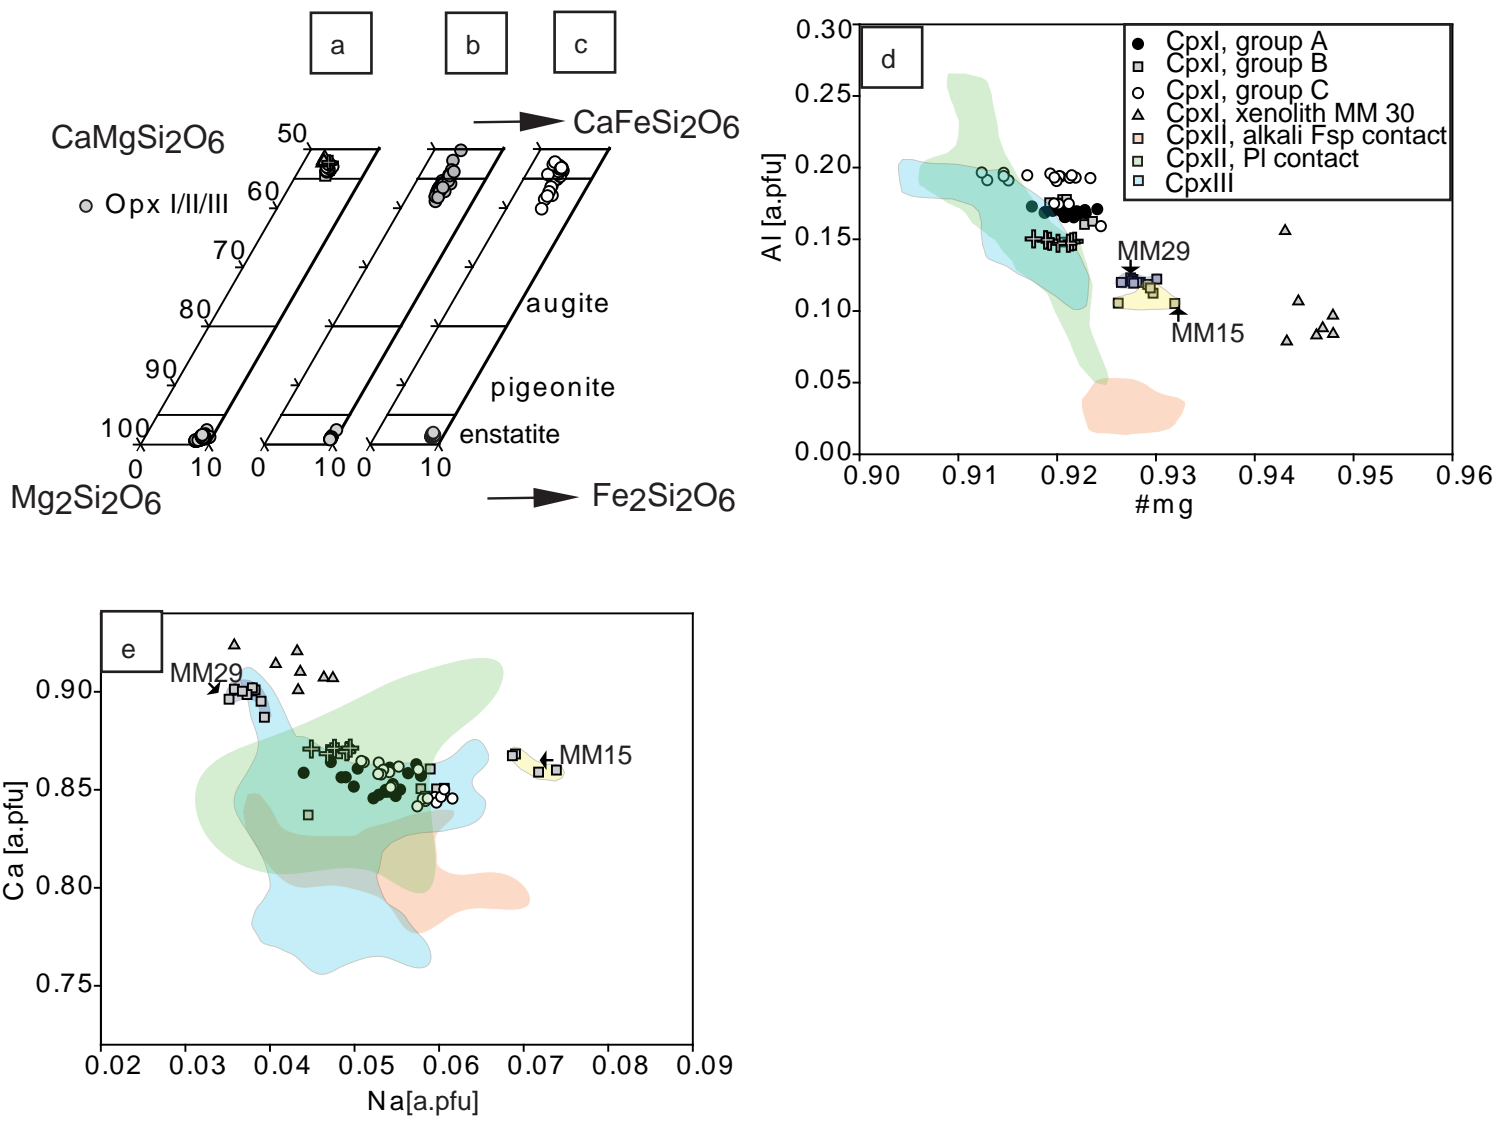 a
b
c
CaMgSi2O6
50
CaFeSi2O6
60
Opx I/II/III
70
80
augite
90
pigeonite
100
enstatite
0
10
0
10
0
10
Mg2Si2O6
Fe2Si2O6
d
0.30
0.25
0.20
0.15
0.10
0.05
0.00
Al [a.pfu]
CpxI, group A
CpxI, group B
CpxI, group C
CpxI, xenolith MM 30
CpxII, alkali Fsp contact
CpxII, Pl contact
CpxIII
MM29
MM15
0.90
0.91
0.92
0.93
0.94
0.95
0.96
#mg
e
MM29
MM15
0.90
0.85
0.80
0.75
Ca [a.pfu]
0.02
0.03
0.04
0.05
0.06
0.07
0.08
0.09
Na[a.pfu]